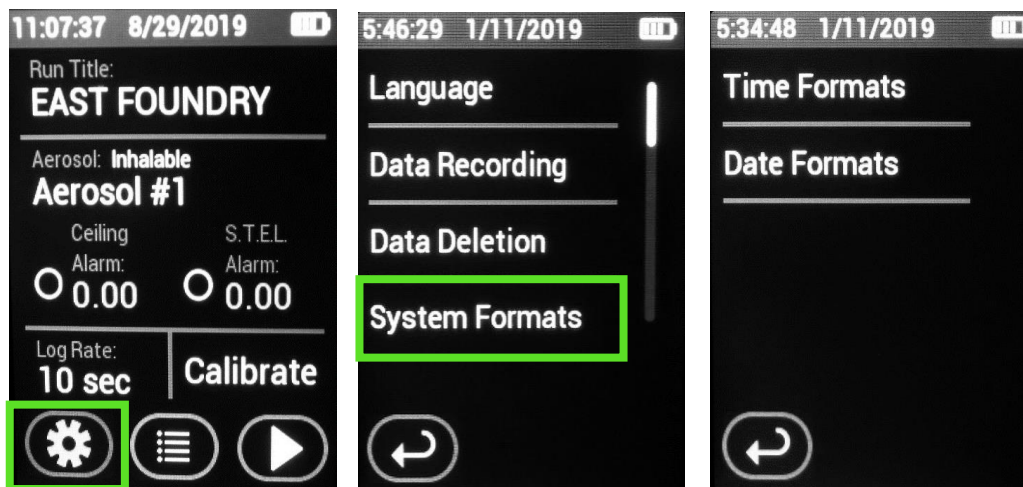 11:07:37 8/29/2019
Run Title:
EAST FOUNDRY
Aerosol: Inhalable
Aerosol #1
Ceiling S.T.E.L.
Alarm: Alarm:
0.00 0.00
Log Rate:
10 sec Calibrate
5:46:29 1/11/2019
Language
Data Recording
Data Deletion
System Formats
5:34:48 1/11/2019
Time Formats
Date Formats